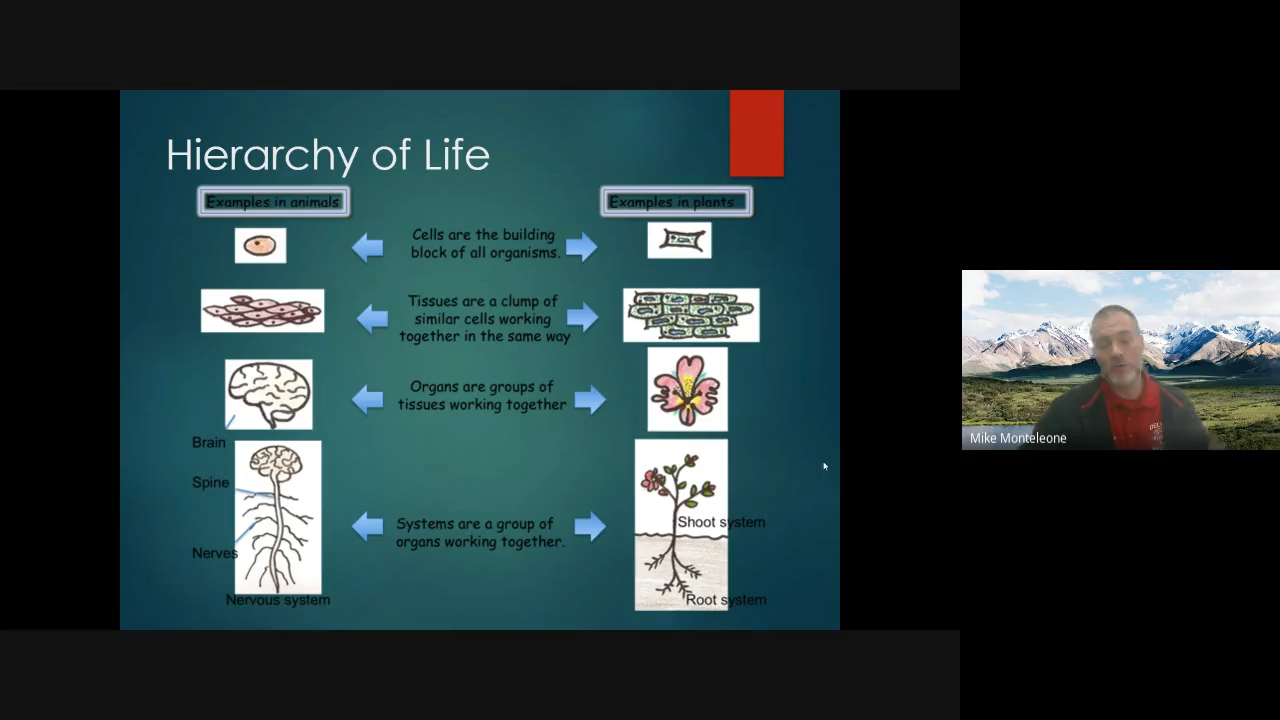 Hierarchy of Life
Examples in animals
Examples in plants
Cells are the building
block of all organisms.
Tissues are a clump of
similar cells working
together in the same way
Organs are groups of
tissues working together
Brain
Spine
Nerves
Nervous system
Systems are a group of
organs working together.
Shoot system
Root system
Mike Monteleone